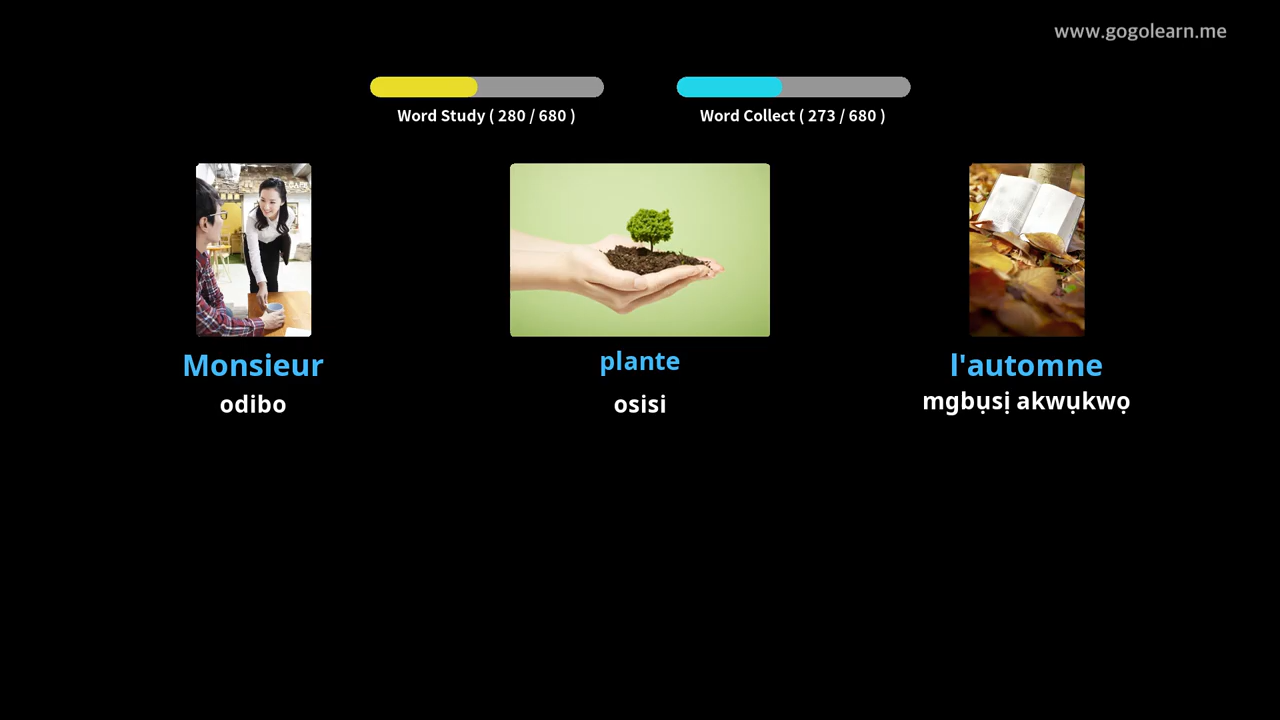 www.gogolearn.me
Word Study ( 280 / 680 )
Word Collect ( 273 / 680 )
Monsieur
odibo
plante
osisi
l'automne
mgbụsị akwụkwọ